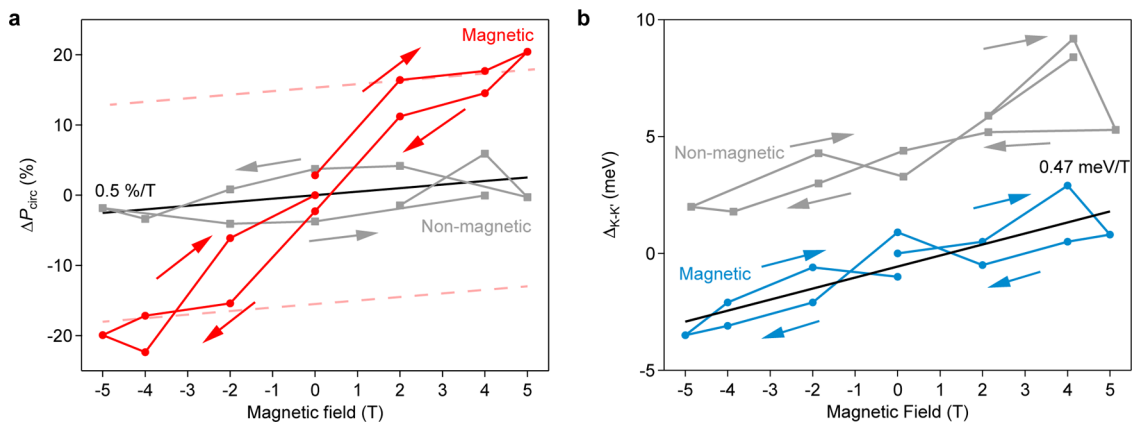 a
Magnetic
20
10
0
-10
-20
ΔPcirc (%)
0.5 %/T
Non-magnetic
-5 -4 -3 -2 -1 0 1 2 3 4 5
Magnetic field (T)
b
10
5
0
-5
ΔK-K' (meV)
Non-magnetic
0.47 meV/T
Magnetic
-5 -4 -3 -2 -1 0 1 2 3 4 5
Magnetic Field (T)